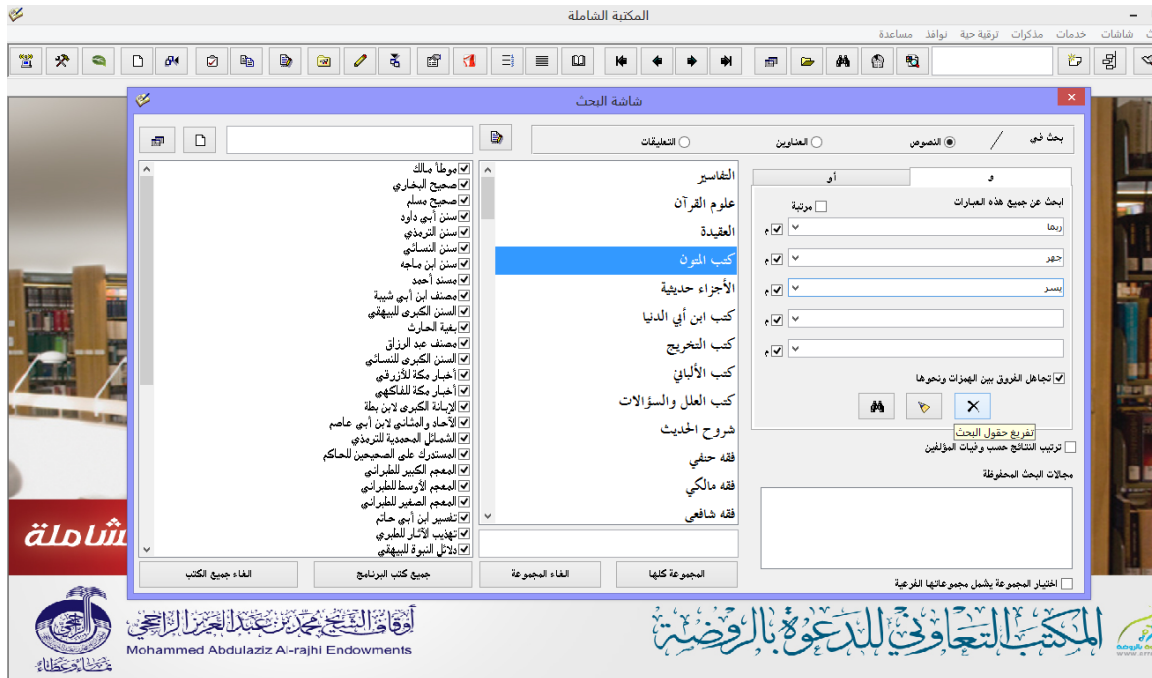 المكتبة الشاملة
شاشات خدمات مذكرات ترقية حية نوافذ مساعدة
شاشة البحث
بحث في
النصوص
العناوين
التعليقات
و
أو
ابحث عن جميع هذه العبارات
مرتبة
ربما
م
جهر
م
يسر
م
م
م
تجاهل الفروق بين الهمزات ونحوها
تفريغ حقول البحث
ترتيب النتائج حسب وفيات المؤلفين
مجالات البحث المحفوظة
اختيار المجموعة يشمل مجموعاتها الفرعية
التفاسير
علوم القرآن
العقيدة
كتب المتون
الأجزاء حديثية
كتب ابن أبي الدنيا
كتب التخريج
كتب الألباني
كتب العلل والسؤالات
شروح الحديث
فقه حنفي
فقه مالكي
فقه شافعي
المجموعة كلها
الغاء المجموعة
موطأ مالك
صحيح البخاري
صحيح مسلم
سنن أبي داود
سنن الترمذي
سنن النسائي
سنن ابن ماجه
مسند أحمد
مصنف ابن أبي شيبة
السنن الكبرى للبيهقي
بغية الحارث
مصنف عبد الرزاق
السنن الكبرى للنسائي
أخبار مكة للأزرقي
أخبار مكة للفاكهي
الإبانة الكبرى لابن بطة
الآحاد والمثاني لابن أبي عاصم
الشمائل المحمدية للترمذي
المستدرك على الصحيحين للحاكم
المعجم الكبير للطبراني
المعجم الأوسط للطبراني
المعجم الصغير للطبراني
تفسير ابن أبي حاتم
تهذيب الآثار للطبري
دلائل النبوة للبيهقي
جميع كتب البرنامج
الغاء جميع الكتب
شاملة
المكتب التعاوني للدعوة بالروضة
أوقاف الشيخ محمد بن عبد العزيز الراجحي
Mohammed Abdulaziz Al-rajhi Endowments
الراجحي
نماء وعطاء